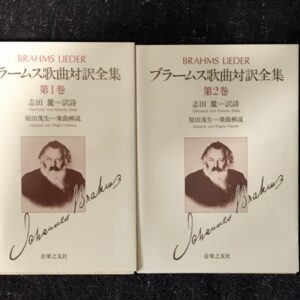 BRAHMS LIEDER
ラームス歌曲対訳全集
第1巻
志田 麓=訳詩
原田茂生=楽曲解説
Johannes Brahms
音楽之友社
BRAHMS LIEDER
ブラームス歌曲対訳全集
第2巻
志田 麓=訳詩
原田茂生=楽曲解説
Johannes Brahms
音楽之友社